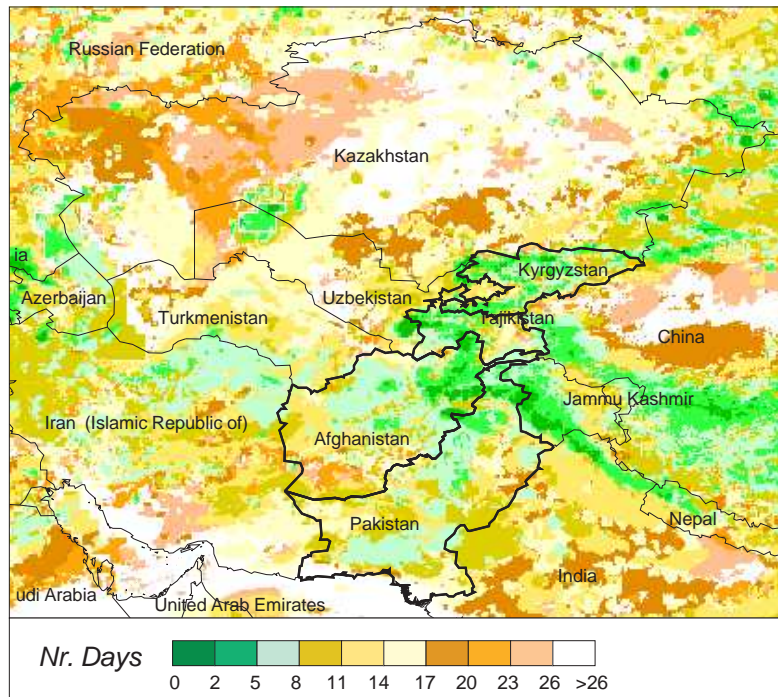 Russian Federation
Kazakhstan
Kyrgyzstan
ia
Azerbaijan
Uzbekistan
Turkmenistan
Tajikistan
China
Jammu Kashmir
Iran (Islamic Republic of)
Afghanistan
Pakistan
Nepal
India
udi Arabia
United Arab Emirates
Nr. Days
0 2 5 8 11 14 17 20 23 26 >26